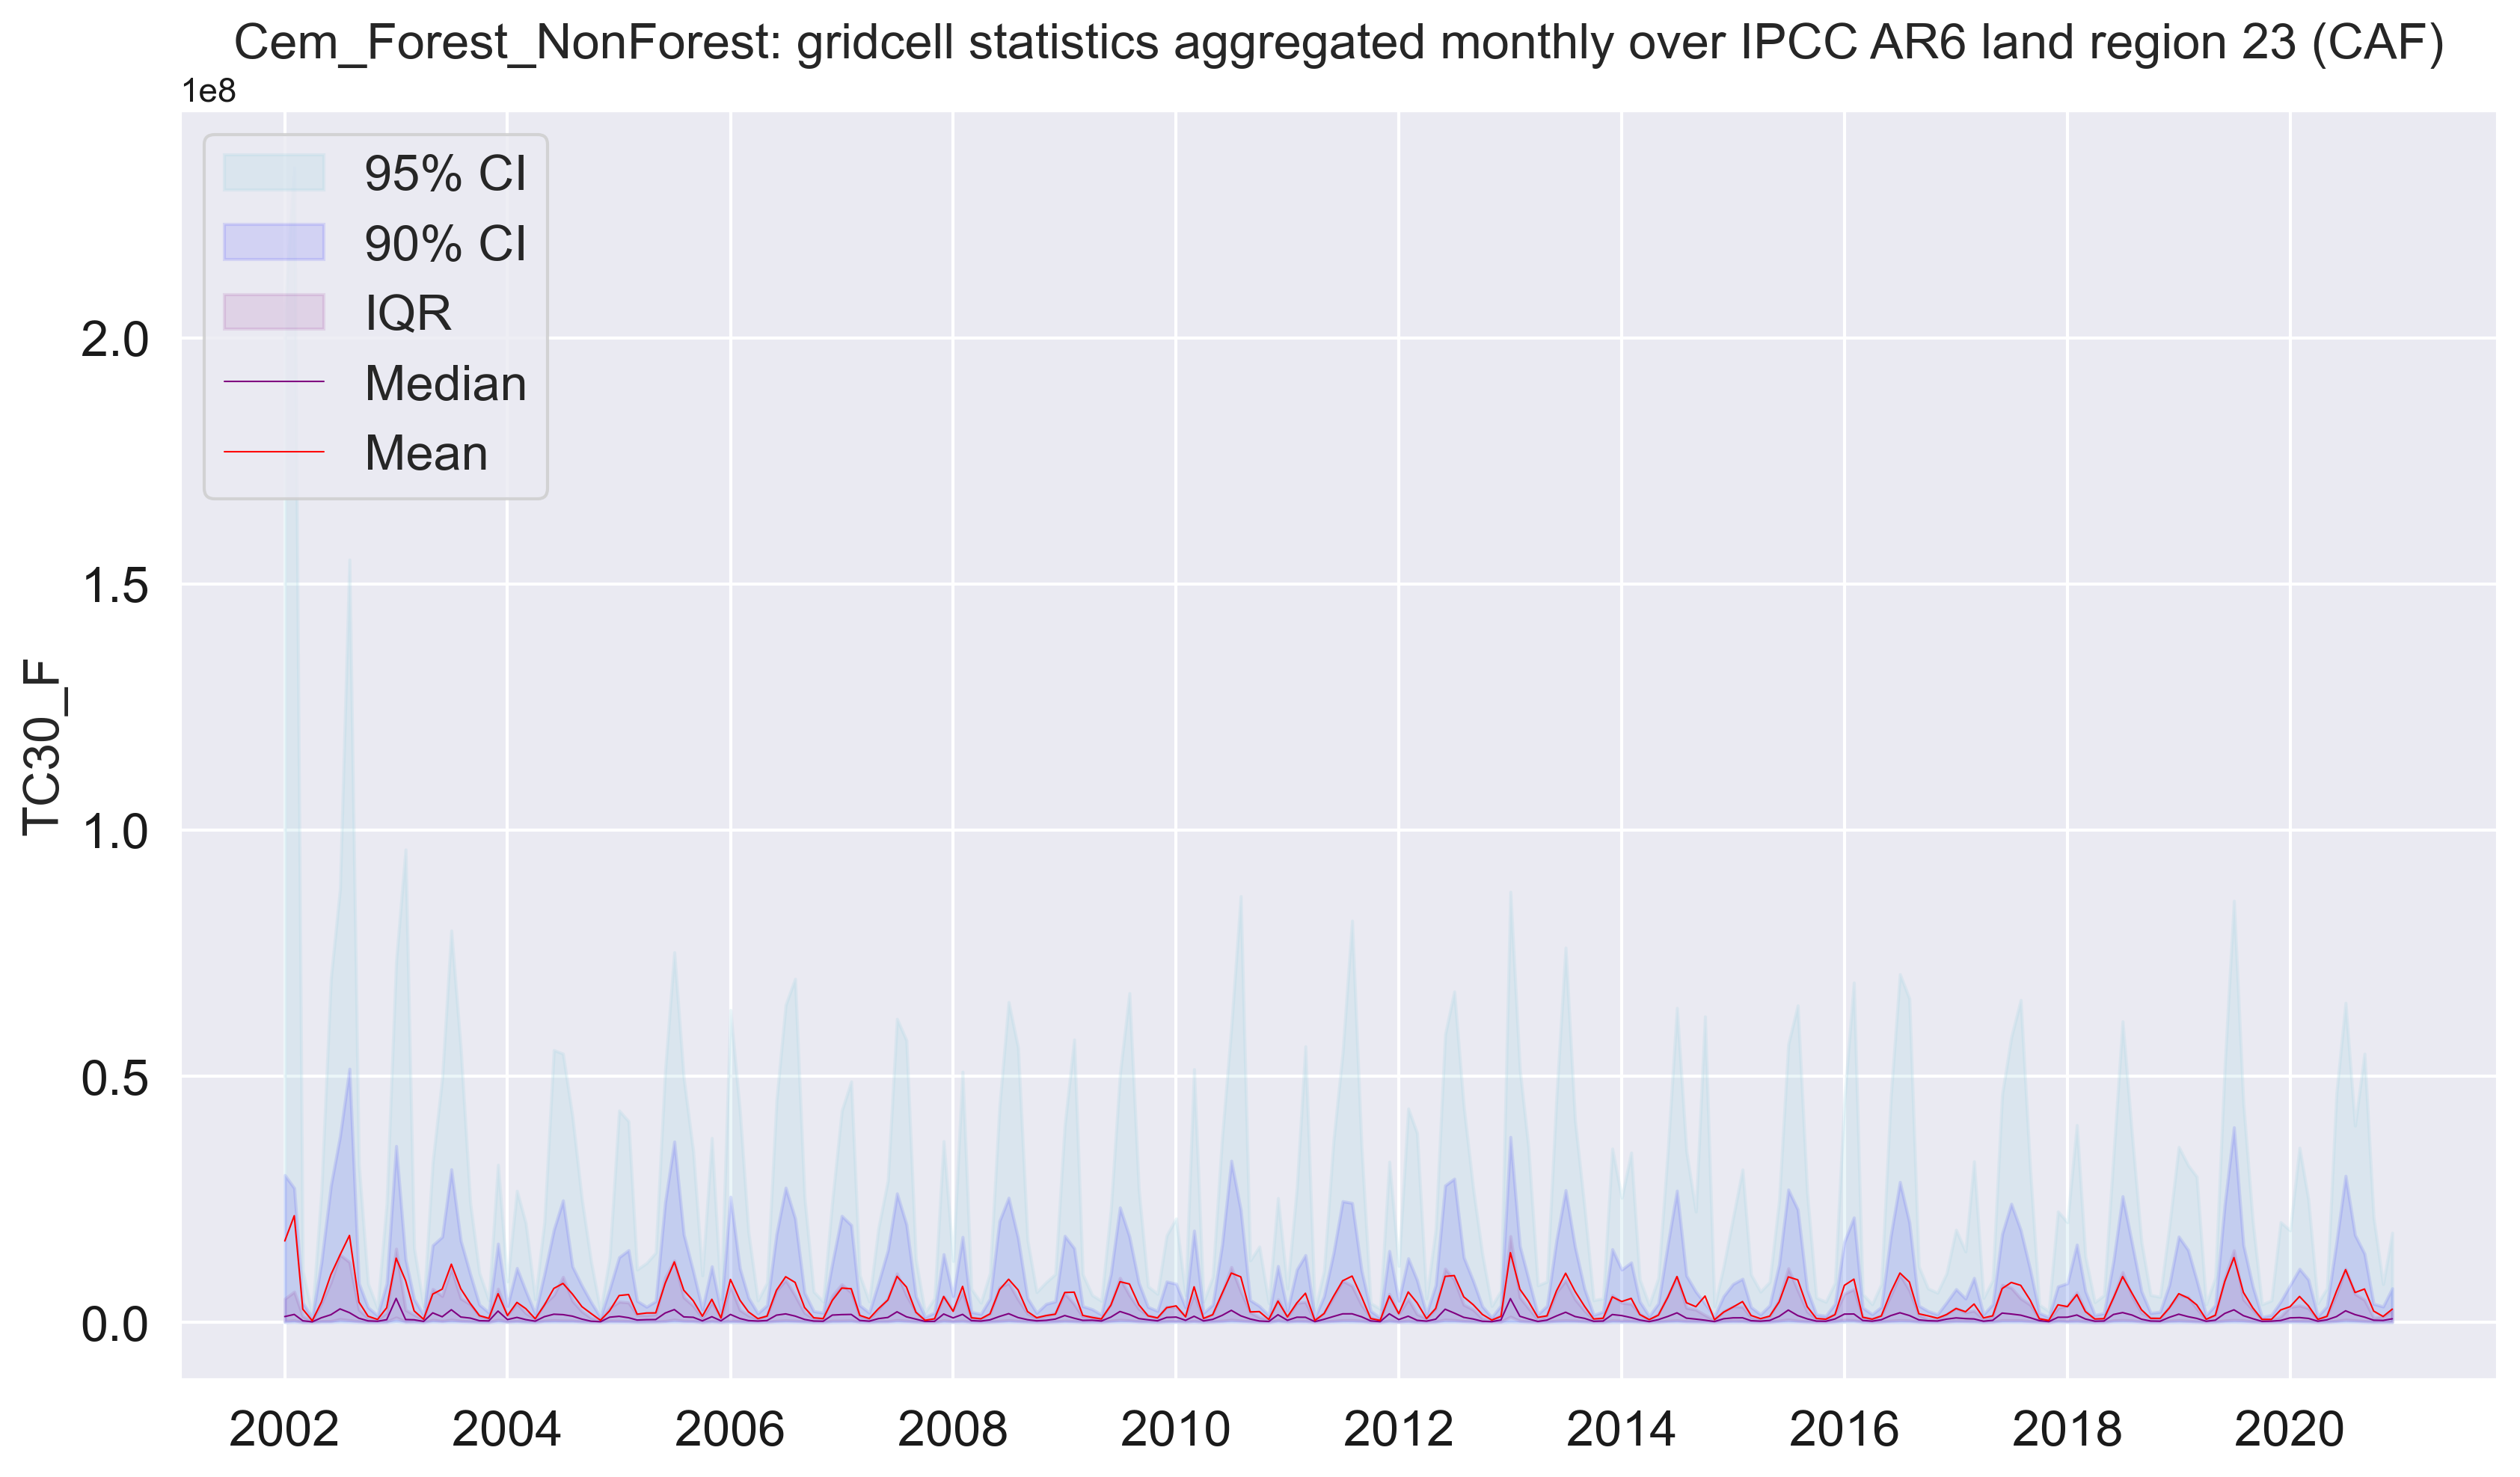 Cem_Forest_NonForest: gridcell statistics aggregated monthly over IPCC AR6 land region 23 (CAF)
1e8
95% CI
90% CI
IQR
Median
Mean
2.0
1.5
1.0
0.5
0.0
TC30_F
2002 2004 2006 2008 2010 2012 2014 2016 2018 2020